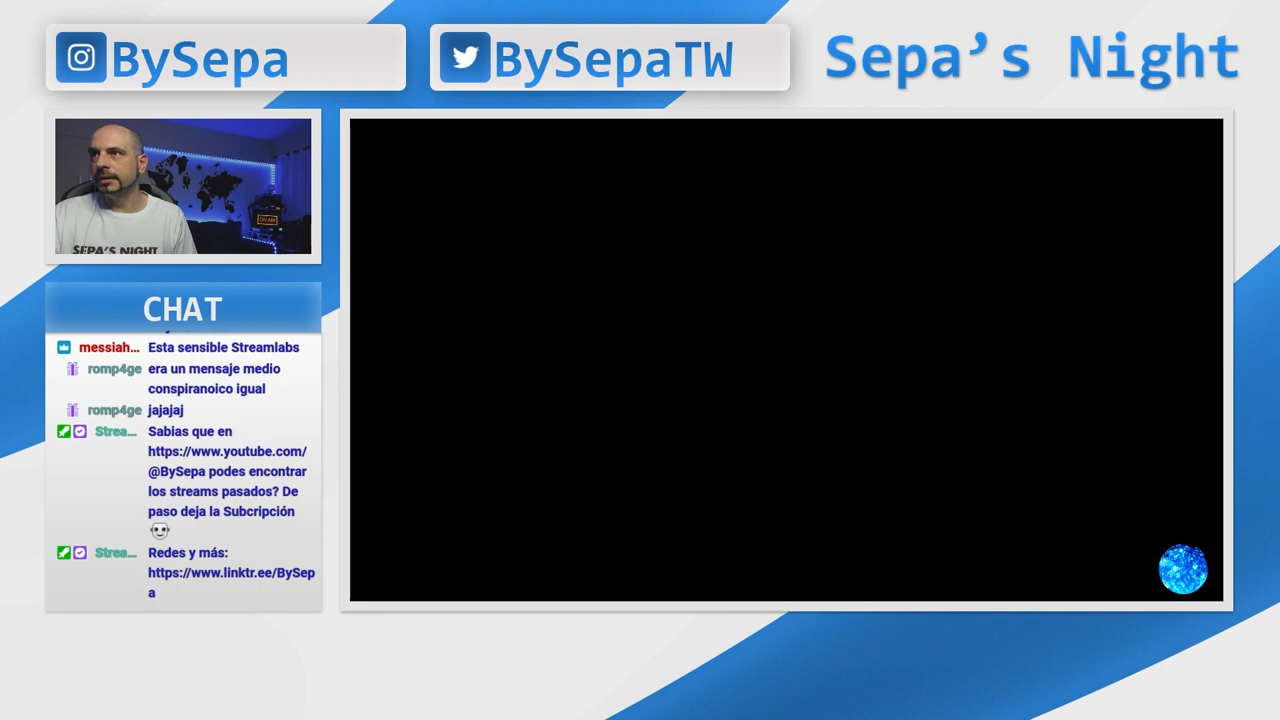 BySepa
BySepaTW
Sepa’s Night
SEPA'S NIGHT
CHAT
messiah... Esta sensible Streamlabs
romp4ge era un mensaje medio
conspiranoico igual
romp4ge jajajaj
Strea... Sabias que en
https://www.youtube.com/
@BySepa podes encontrar
los streams pasados? De
paso deja la Subcripción
Strea... Redes y más:
https://www.linktr.ee/BySep
a